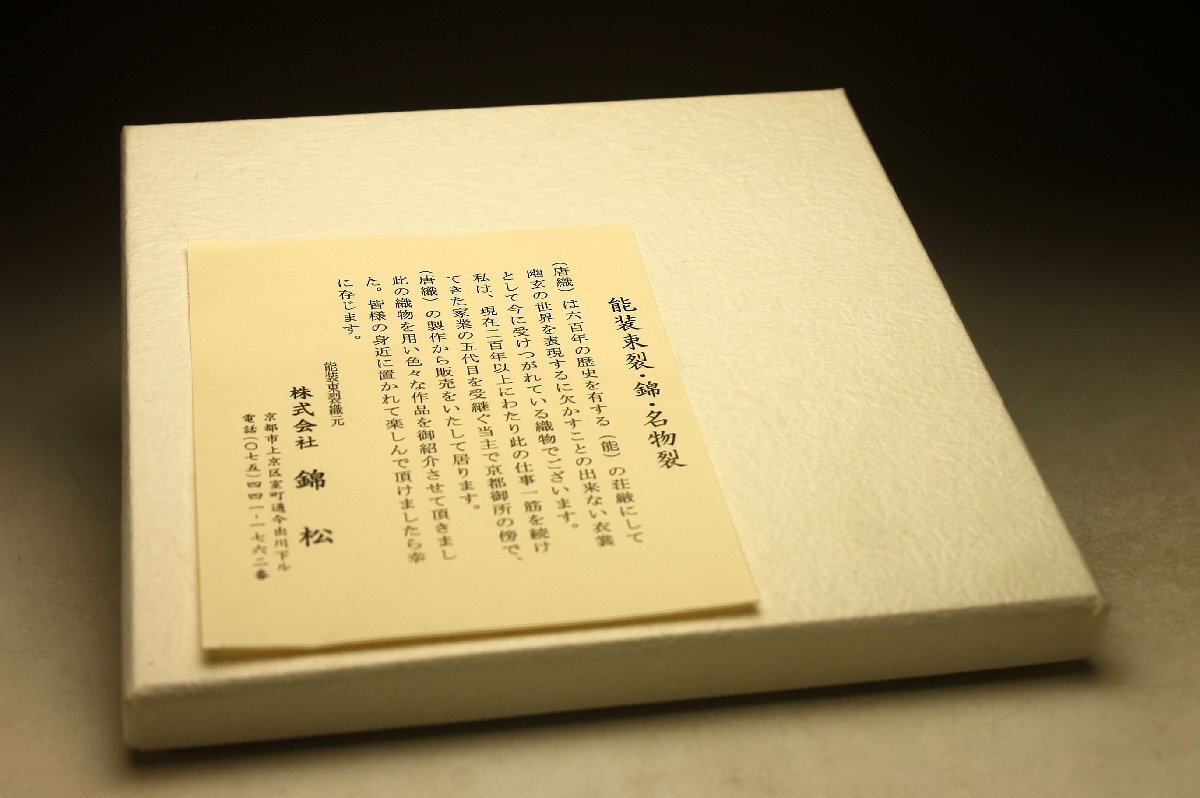 能装束裂・錦・名物裂
(唐織)は六百年の歴史を有する(能)の荘厳にして
幽玄の世界を表現するに欠かすことの出来ない衣裳
として今に受けつがれている織物でございます。
私は、現在二百年以上にわたり此の仕事一筋を続け
てきた家業の五代目を受継ぐ当主で京都御所の傍で、
(唐織)の製作から販売をいたして居ります。
此の織物を用い色々な作品を御紹介させて頂きまし
た。皆様の身近に置かれて楽しんで頂けましたら幸
に存じます。
能装束裂織元
株式会社 錦松
京都市上京区室町通今出川下ル
電話(〇七五)四四一-一七六二番